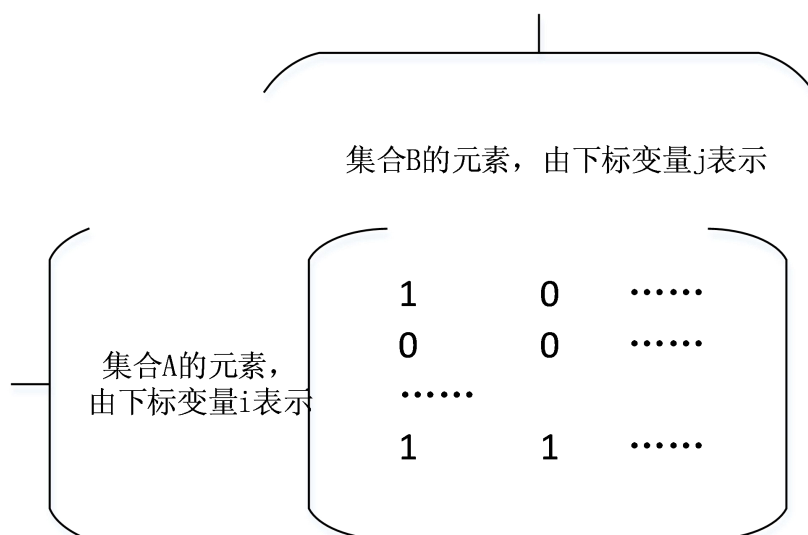 集合B的元素，由下标变量j表示
1 0 ……
0 0 ……
集合A的元素，
由下标变量i表示
……
1 1 ……